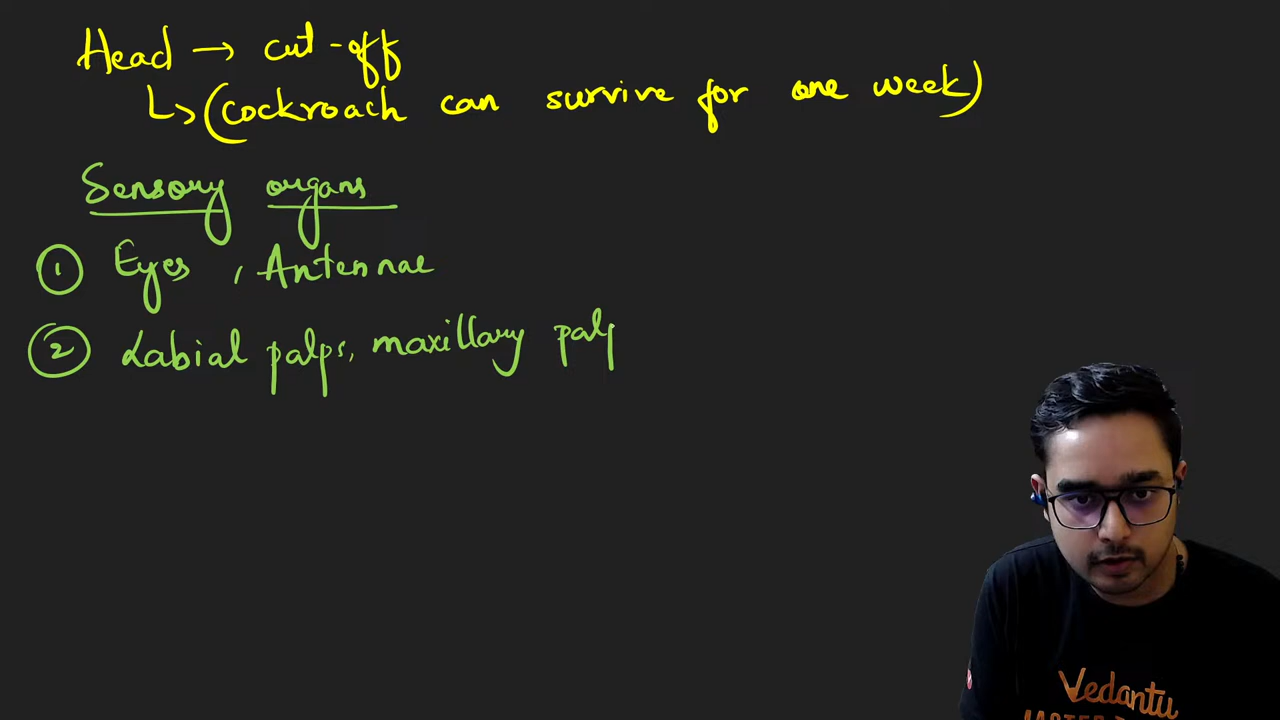 Head → cut-off
↳ (cockroach can survive for one week)
Sensory organs
① Eyes, Antennae
② Labial palps, maxillary palp
Vedantu
MASTER